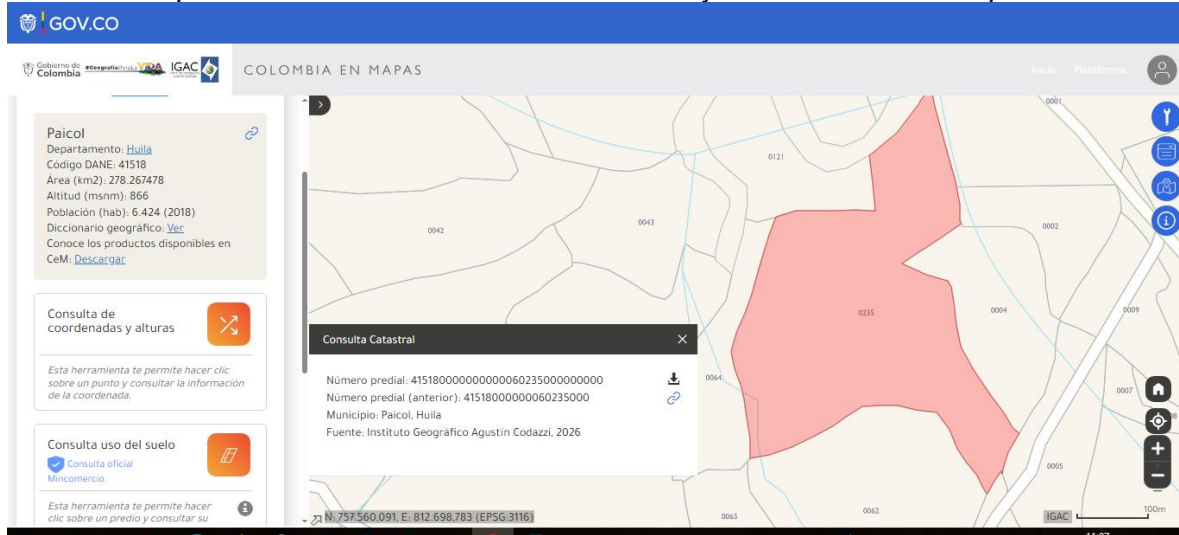 GOV.CO
Gobierno de
Colombia
IGAC
COLOMBIA EN MAPAS
Inicio
Plataforma
Paicol
Departamento: Huila
Código DANE: 41518
Área (km2): 278.267478
Altitud (msnm): 866
Población (hab): 6.424 (2018)
Diccionario geográfico: Ver
Conoce los productos disponibles en
CeM: Descargar
Consulta de
coordenadas y alturas
Esta herramienta te permite hacer clic
sobre un punto y consultar la información
de la coordenada.
Consulta uso del suelo
Consulta oficial
Mincomercio.
Esta herramienta te permite hacer
clic sobre un predio y consultar su
0001
0121
0042
0043
0002
0235
0004
0009
0064
0007
0005
0065
0062
Consulta Catastral
Número predial: 415180000000000060235000000000
Número predial (anterior): 41518000000060235000
Municipio: Paicol, Huila
Fuente: Instituto Geográfico Agustín Codazzi, 2026
N: 757.560.091, E: 812.698.783 (EPSG:3116)
IGAC
100m